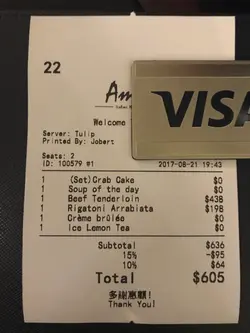 22
VISA
Welcome
Server: Tulip
Printed By: Jobert
Seats: 2
ID: 100579 #1 2017-08-21 19:43
1 (Set)Crab Cake $0
1 Soup of the day $0
1 Beef Tenderloin $438
1 Rigatoni Arrabiata $198
1 Crème brûlée $0
1 Ice Lemon Tea $0
Subtotal $636
15% -$95
10% $64
Total $605
多謝惠顧!
Thank You!